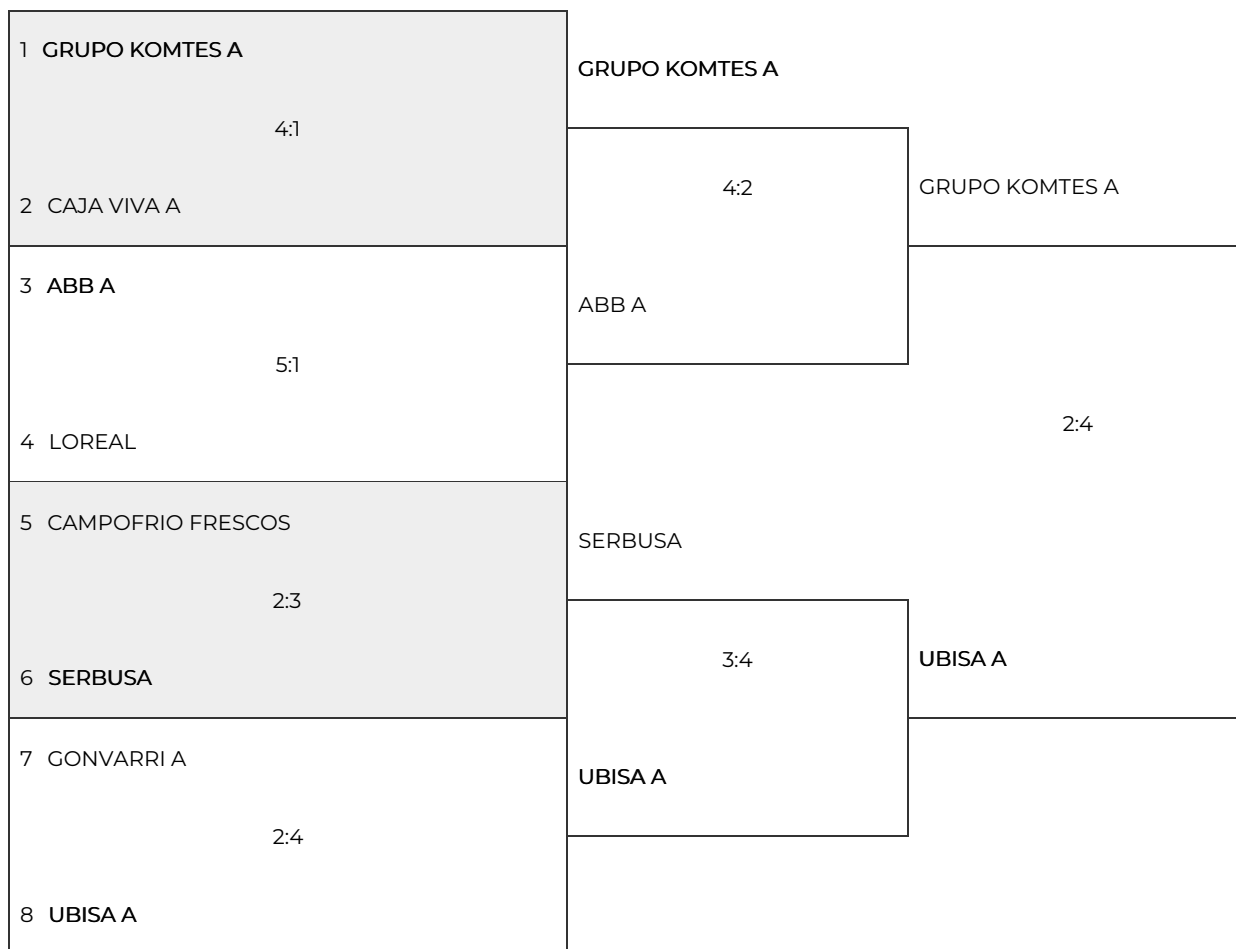 1 GRUPO KOMTES A
4:1
2 CAJA VIVA A
3 ABB A
5:1
4 LOREAL
5 CAMPOFRIO FRESCOS
2:3
6 SERBUSA
7 GONVARRI A
2:4
8 UBISA A
GRUPO KOMTES A
4:2
ABB A
SERBUSA
3:4
UBISA A
GRUPO KOMTES A
2:4
UBISA A